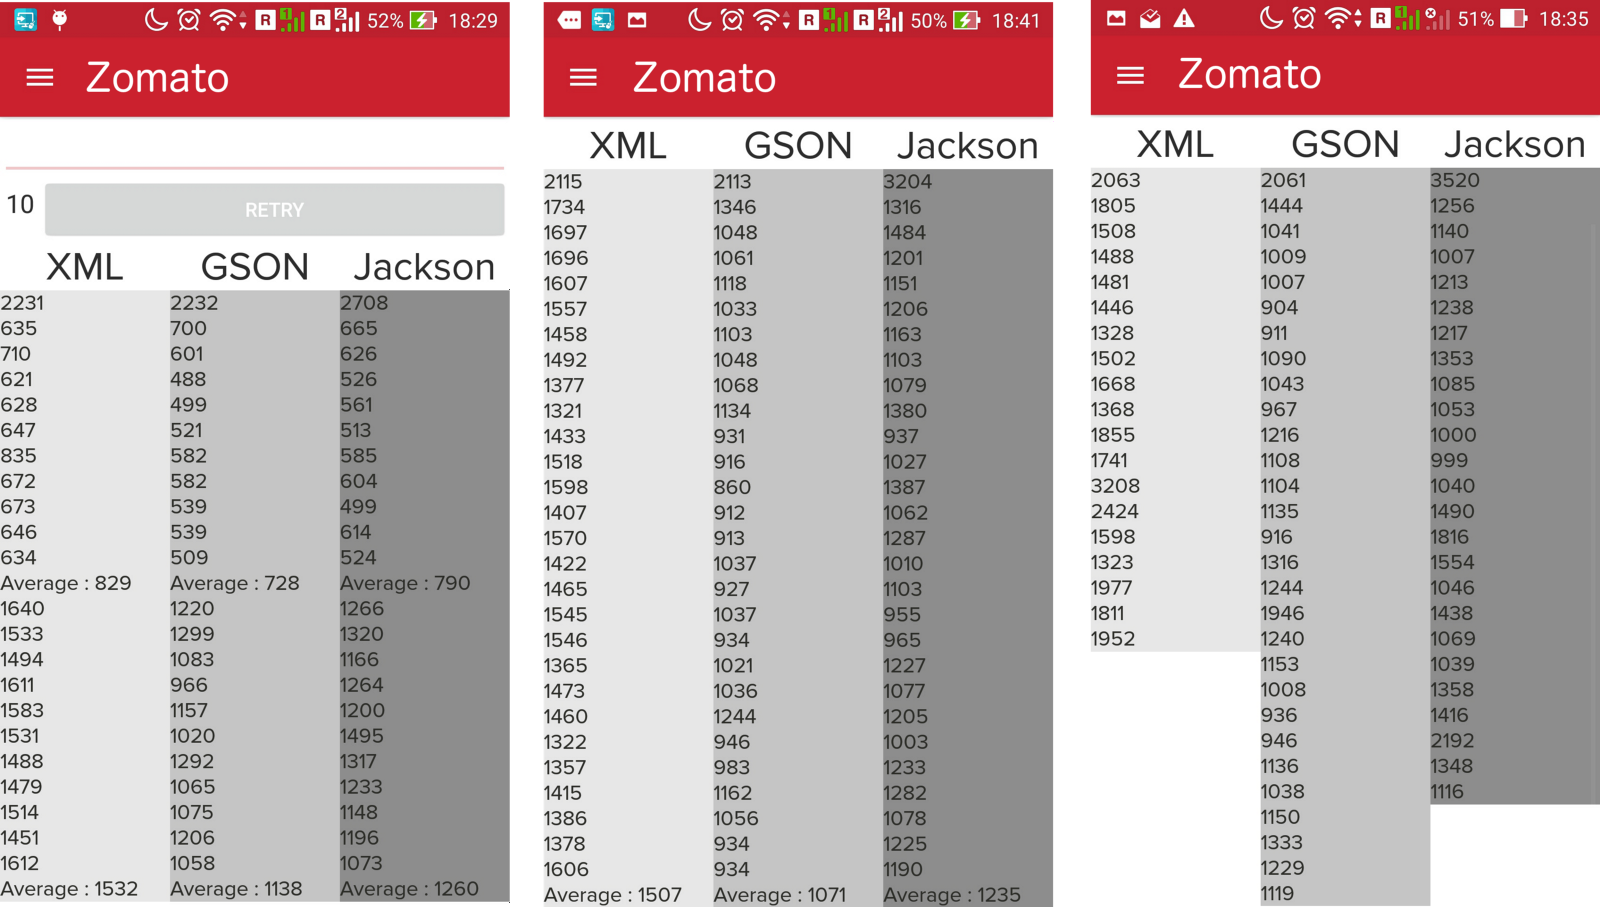 52% 18:29
Zomato
10 RETRY
XML GSON Jackson
2231 2232 2708
635 700 665
710 601 626
621 488 526
628 499 561
647 521 513
835 582 585
672 582 604
673 539 499
646 539 614
634 509 524
Average : 829 Average : 728 Average : 790
1640 1220 1266
1533 1299 1320
1494 1083 1166
1611 966 1264
1583 1157 1200
1531 1020 1495
1488 1292 1317
1479 1065 1233
1514 1075 1148
1451 1206 1196
1612 1058 1073
Average : 1532 Average : 1138 Average : 1260
50% 18:41
Zomato
XML GSON Jackson
2115 2113 3204
1734 1346 1316
1697 1048 1484
1696 1061 1201
1607 1118 1151
1557 1033 1206
1458 1103 1163
1492 1048 1103
1377 1068 1079
1321 1134 1380
1433 931 937
1518 916 1027
1598 860 1387
1407 912 1062
1570 913 1287
1422 1037 1010
1465 927 1103
1545 1037 955
1546 934 965
1365 1021 1227
1473 1036 1077
1460 1244 1205
1322 946 1003
1357 983 1233
1415 1162 1282
1386 1056 1078
1378 934 1225
1606 934 1190
Average : 1507 Average : 1071 Average : 1235
51% 18:35
Zomato
XML GSON Jackson
2063 2061 3520
1805 1444 1256
1508 1041 1140
1488 1009 1007
1481 1007 1213
1446 904 1238
1328 911 1217
1502 1090 1353
1668 1043 1085
1368 967 1053
1855 1216 1000
1741 1108 999
3208 1104 1040
2424 1135 1490
1598 916 1816
1323 1316 1554
1977 1244 1046
1811 1946 1438
1952 1240 1069
1153 1039
1008 1358
936 1416
946 2192
1136 1348
1038 1116
1150
1333
1229
1119